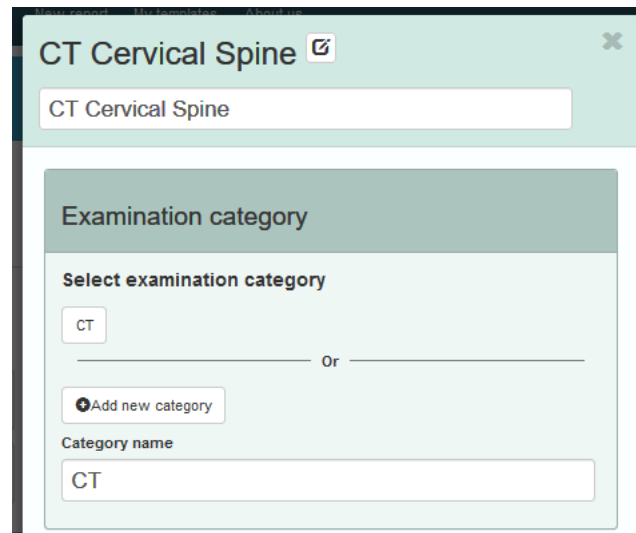 New report My templates About us
CT Cervical Spine
CT Cervical Spine
Examination category
Select examination category
CT
Or
Add new category
Category name
CT